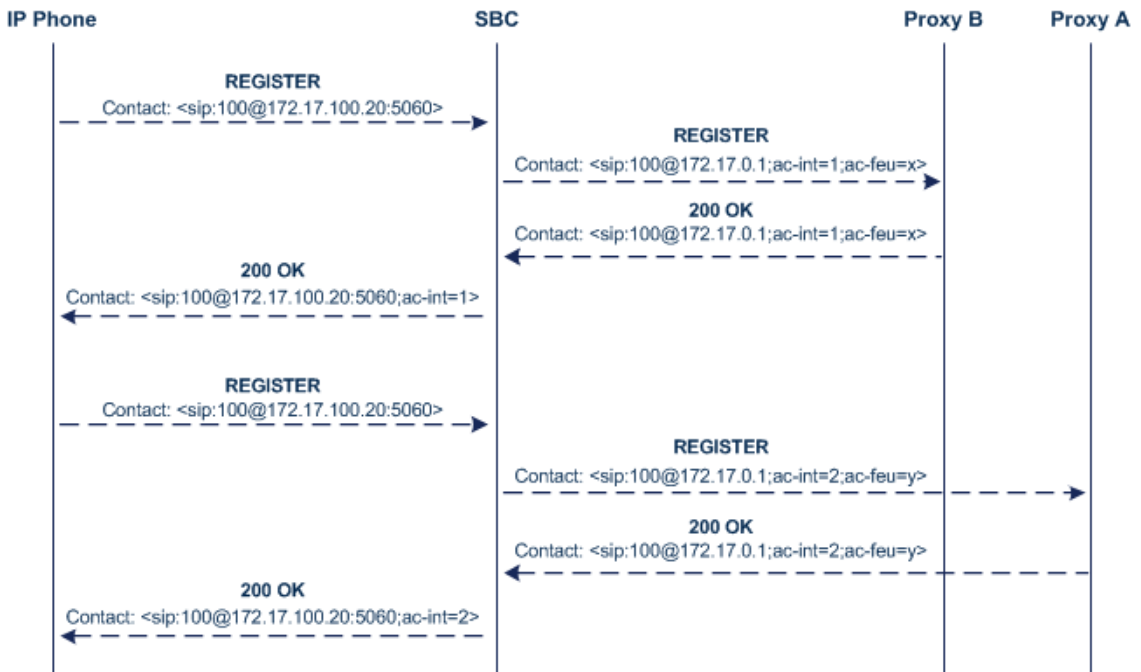 IP Phone
SBC
Proxy B
Proxy A
REGISTER
Contact: <sip:100@172.17.100.20:5060>
REGISTER
Contact: <sip:100@172.17.0.1;ac-int=1;ac-feu=x>
200 OK
Contact: <sip:100@172.17.0.1;ac-int=1;ac-feu=x>
200 OK
Contact: <sip:100@172.17.100.20:5060;ac-int=1>
REGISTER
Contact: <sip:100@172.17.100.20:5060>
REGISTER
Contact: <sip:100@172.17.0.1;ac-int=2;ac-feu=y>
200 OK
Contact: <sip:100@172.17.0.1;ac-int=2;ac-feu=y>
200 OK
Contact: <sip:100@172.17.100.20:5060;ac-int=2>